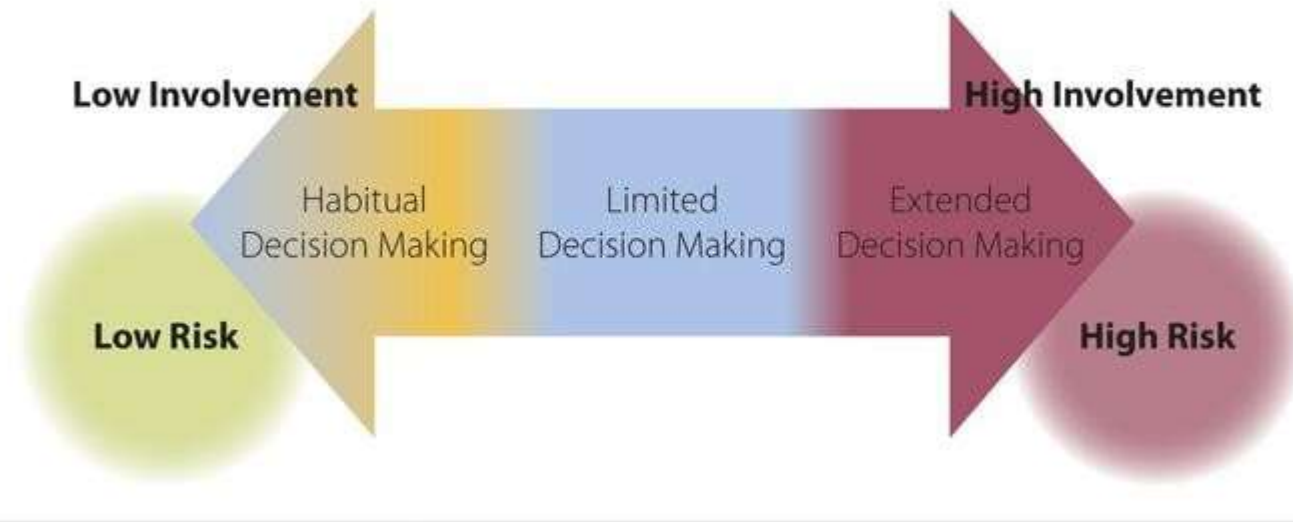 Low Involvement
High Involvement
Habitual
Decision Making
Limited
Decision Making
Extended
Decision Making
Low Risk
High Risk